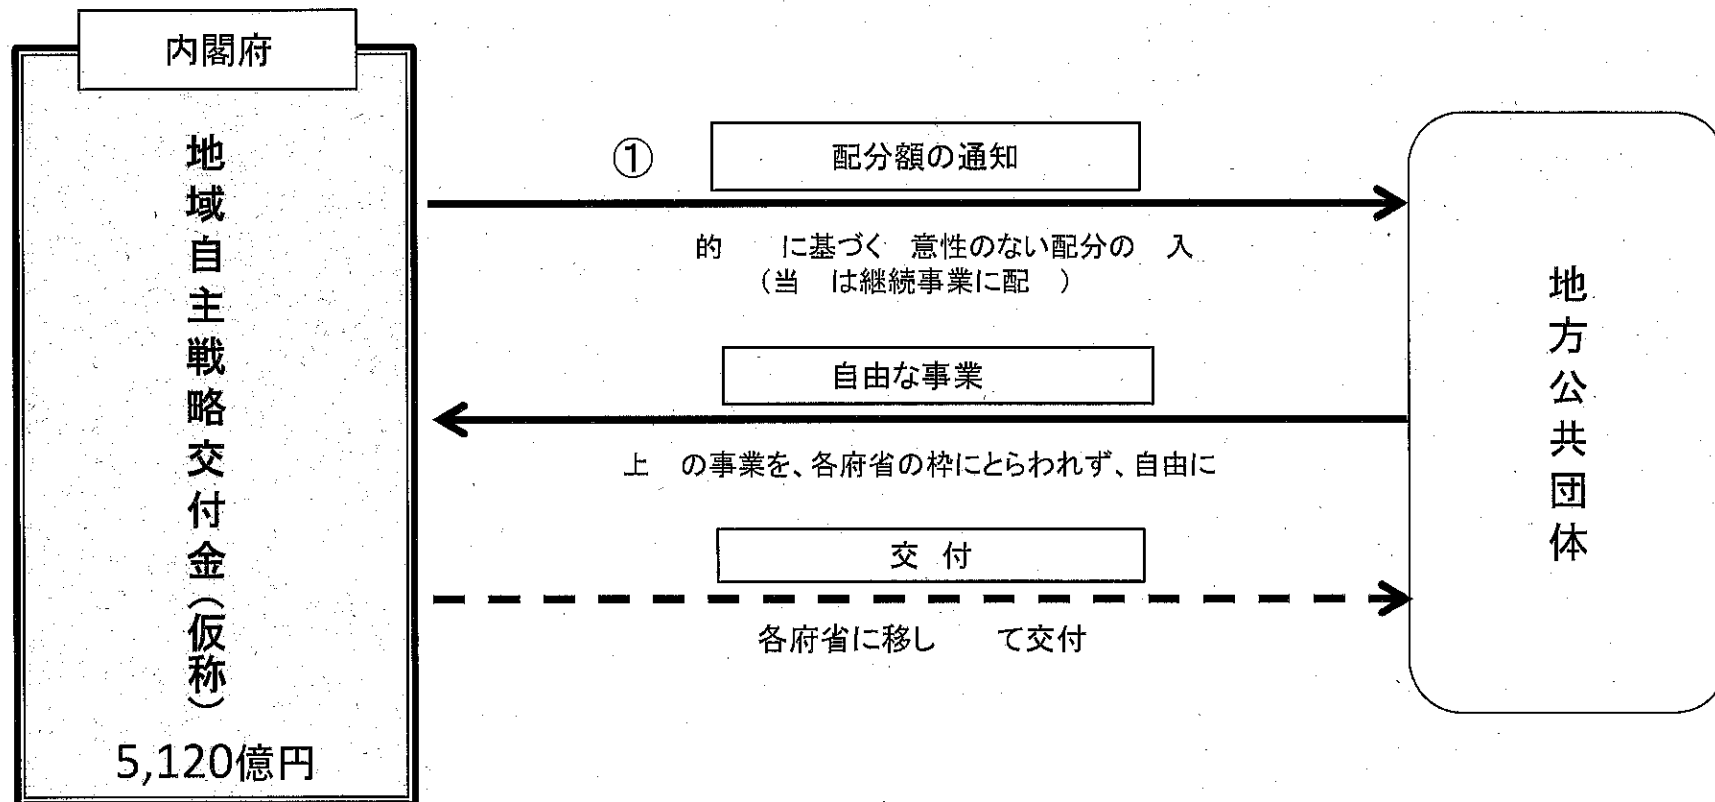 内閣府
地域自主戦略交付金(仮称)
5,120億円
① 配分額の通知
的 に基づく 意性のない配分の 入
(当 は継続事業に配 )
自由な事業
上 の事業を、各府省の枠にとらわれず、自由に
交 付
各府省に移し て交付
地方公共団体